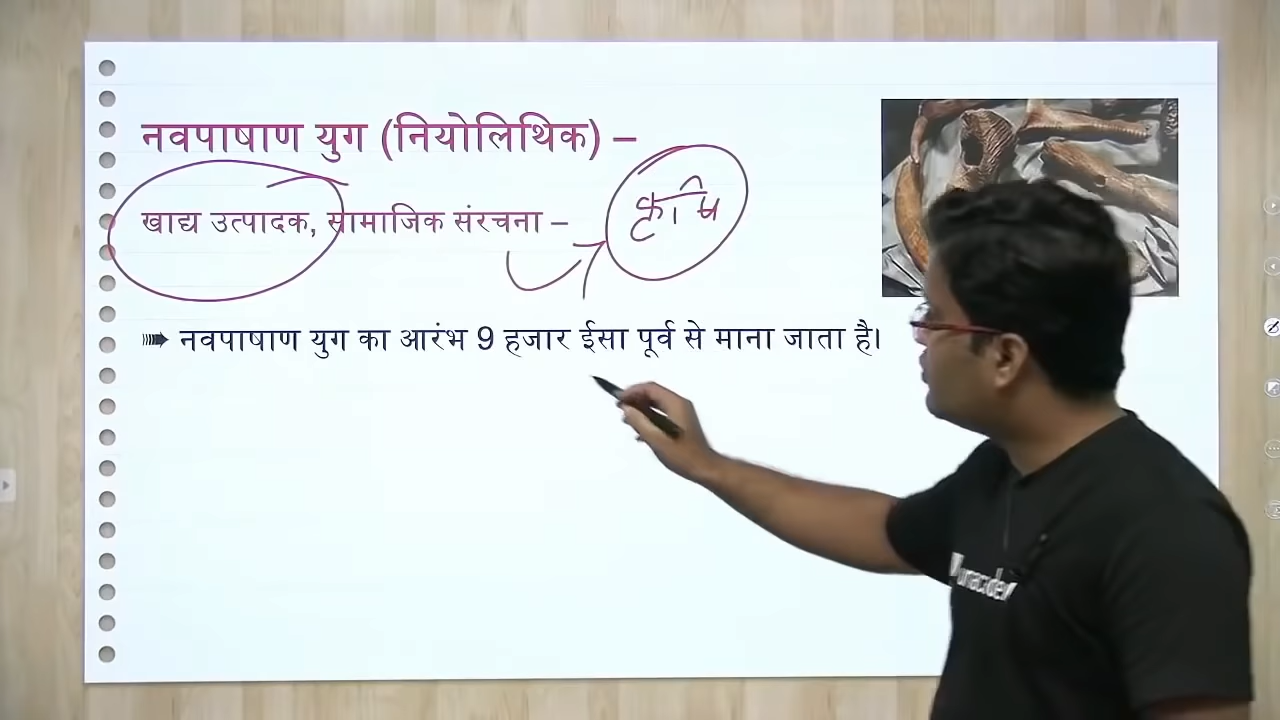 नवपाषाण युग (नियोलिथिक) –
खाद्य उत्पादक, सामाजिक संरचना –
कृषि
➠ नवपाषाण युग का आरंभ 9 हजार ईसा पूर्व से माना जाता है।